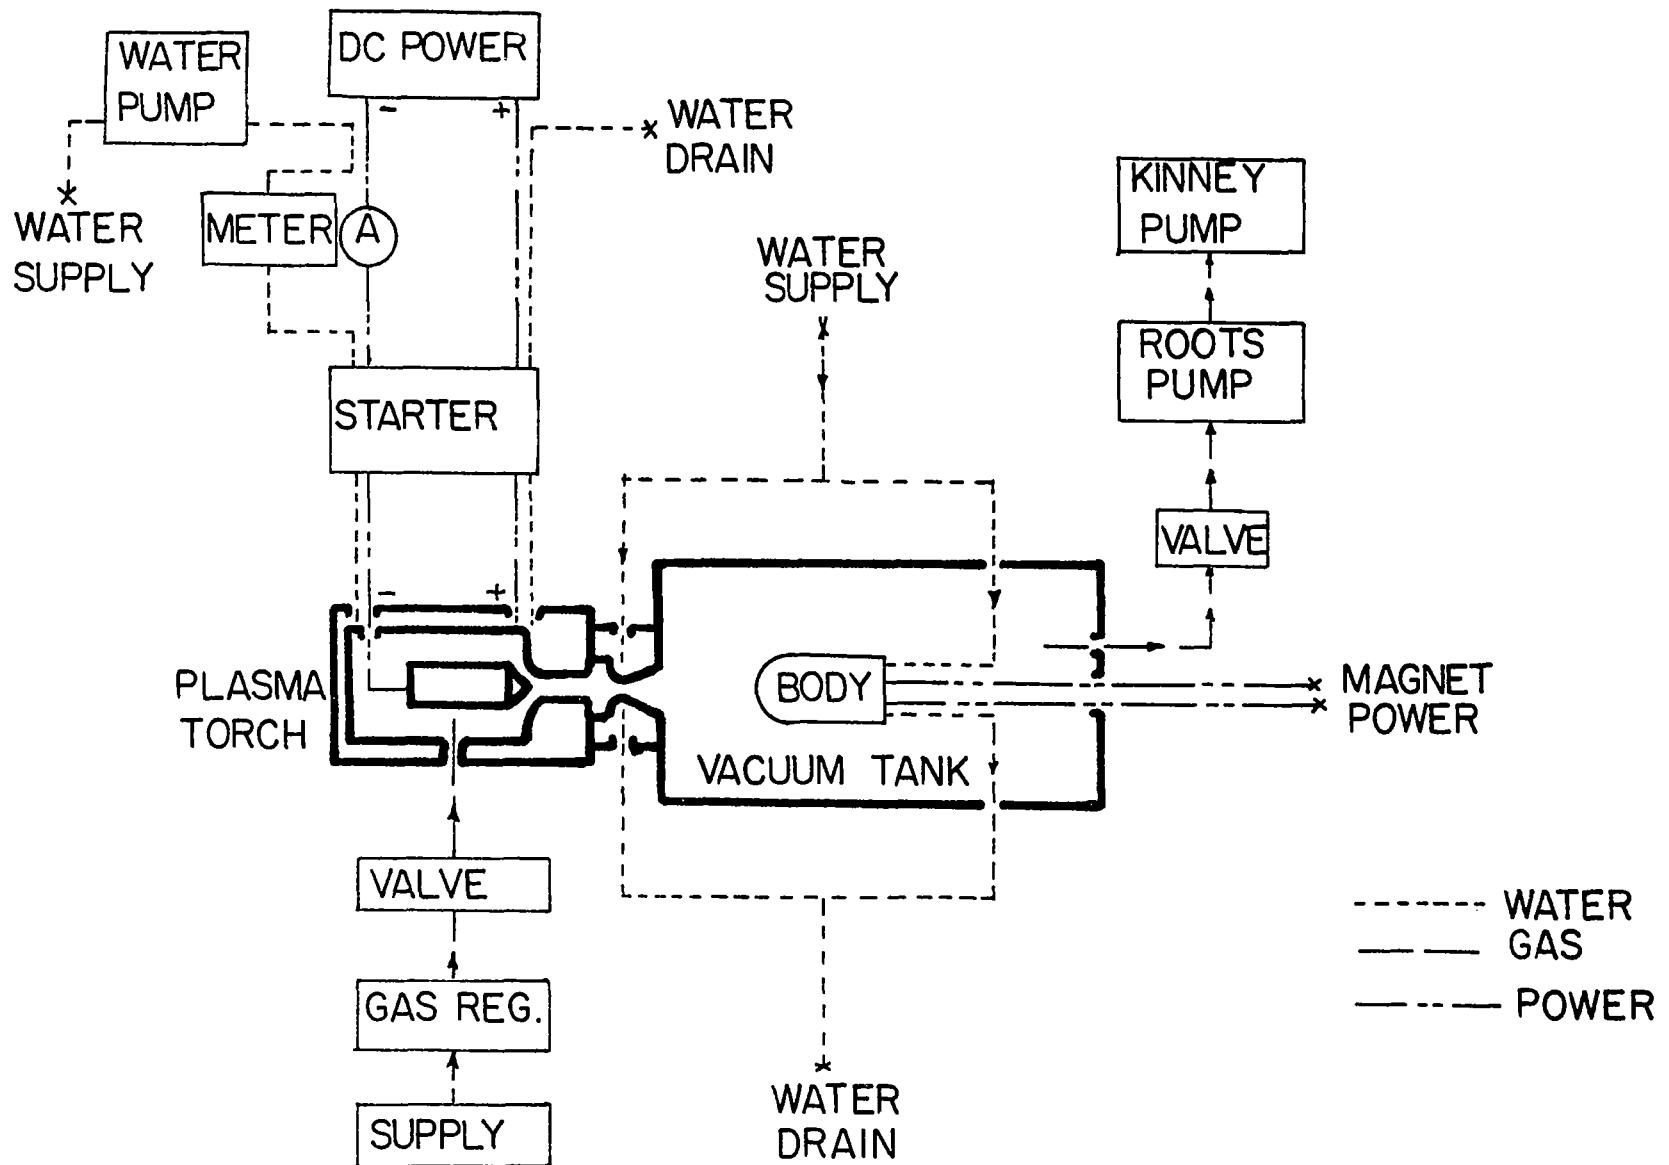 DC POWER
WATER
PUMP
- +
WATER
DRAIN
WATER
SUPPLY
METER
A
KINNEY
PUMP
WATER
SUPPLY
ROOTS
PUMP
STARTER
VALVE
- +
PLASMA
TORCH
BODY
MAGNET
POWER
VACUUM TANK
VALVE
GAS REG.
SUPPLY
WATER
DRAIN
WATER
GAS
POWER